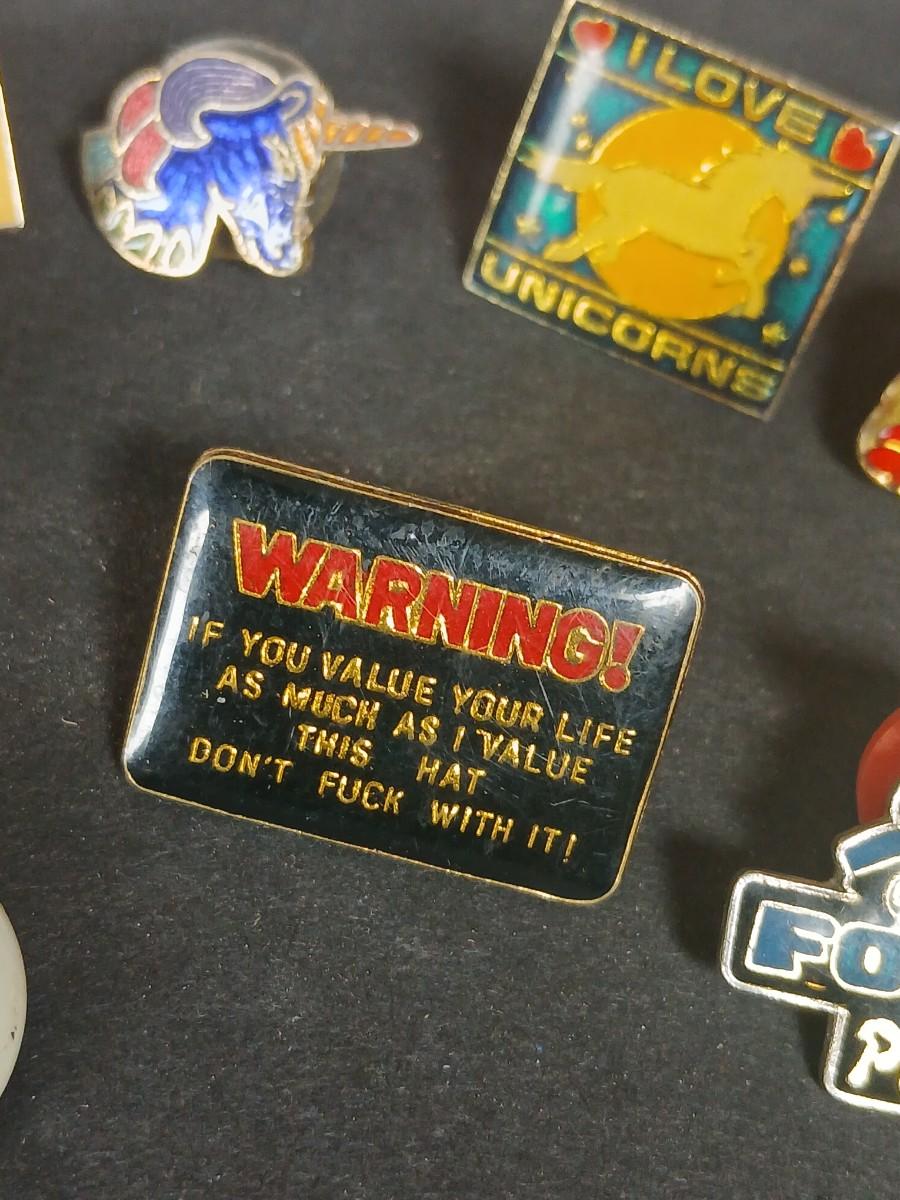 I LOVE
UNICORNS
WARNING!
IF YOU VALUE YOUR LIFE
AS MUCH AS I VALUE
THIS HAT
DON'T FUCK WITH IT!